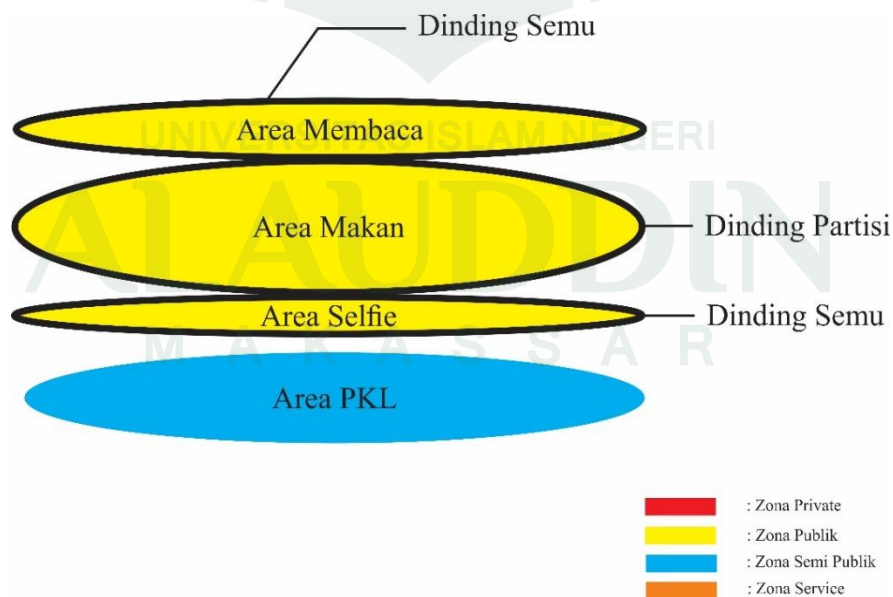 Dinding Semu
Area Membaca
UNIVERSITAS ISLAM NEGERI
Area Makan
Dinding Partisi
ALAUDDIN
Area Selfie
Dinding Semu
MAKASSAR
Area PKL
: Zona Private
: Zona Publik
: Zona Semi Publik
: Zona Service